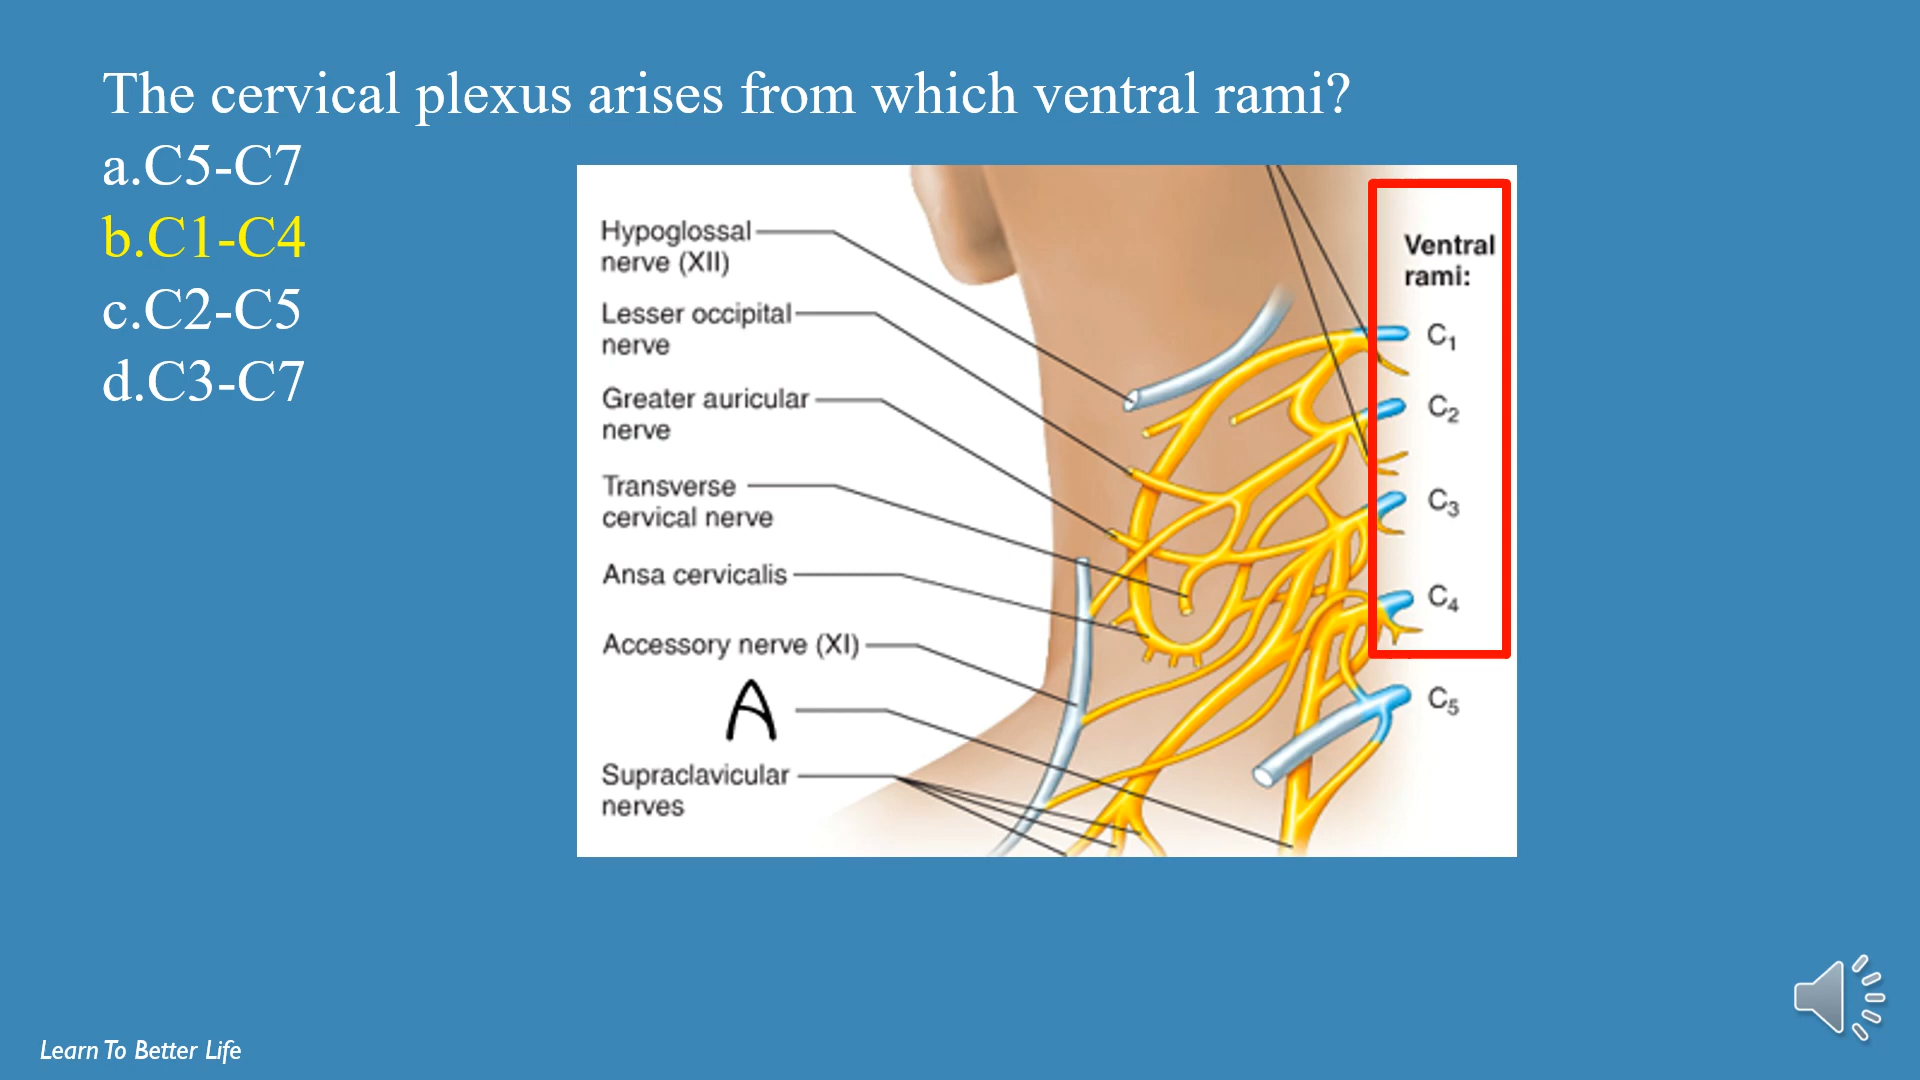 The cervical plexus arises from which ventral rami?
a.C5-C7
b.C1-C4
c.C2-C5
d.C3-C7
Hypoglossal
nerve (XII)
Lesser occipital
nerve
Greater auricular
nerve
Transverse
cervical nerve
Ansa cervicalis
Accessory nerve (XI)
A
Supraclavicular
nerves
Ventral
rami:
C1
C2
C3
C4
C5
Learn To Better Life